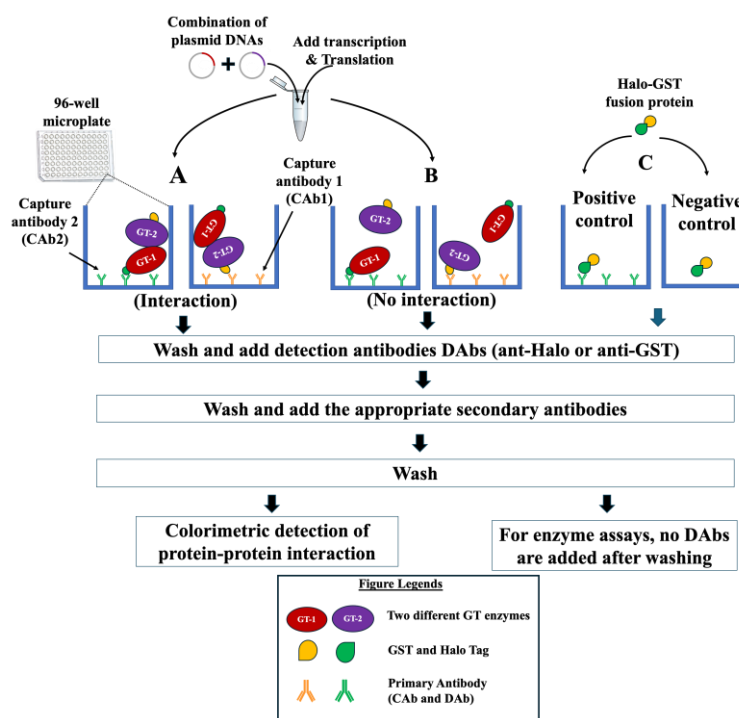 Combination of
plasmid DNAs
Add transcription
& Translation
96-well
microplate
Halo-GST
fusion protein
A
B
C
Capture
antibody 1
(CAb1)
Capture
antibody 2
(CAb2)
Positive
control
Negative
control
GT-2
GT-1
GT-1
GT-2
GT-2
GT-1
GT-1
GT-2
(Interaction)
(No interaction)
Wash and add detection antibodies DAbs (ant-Halo or anti-GST)
Wash and add the appropriate secondary antibodies
Wash
Colorimetric detection of
protein-protein interaction
For enzyme assays, no DAbs
are added after washing
Figure Legends
GT-1
GT-2
Two different GT enzymes
GST and Halo Tag
Primary Antibody
(CAb and DAb)